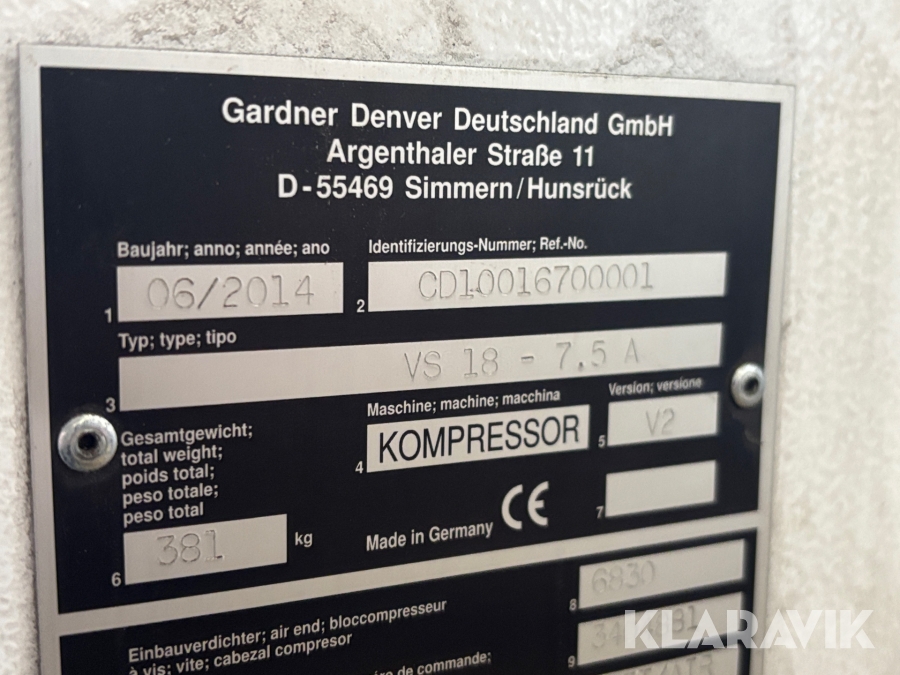 Gardner Denver Deutschland GmbH
Argenthaler Straße 11
D-55469 Simmern/Hunsrück
Baujahr; anno; année; ano
Identifizierungs-Nummer; Ref.-No.
1 06/2014
2 CD10016700001
Typ; type; tipo
3 VS 18 - 7,5 A
Maschine; machine; macchina
Version; versione
4 KOMPRESSOR
5 V2
Gesamtgewicht;
total weight;
poids total;
peso totale;
peso total
6 381 kg
Made in Germany CE
7
Einbauverdichter; air end; bloccompresseur
à vis; vite; cabezal compresor
8 6830
9
de commande;
KLARAVIK